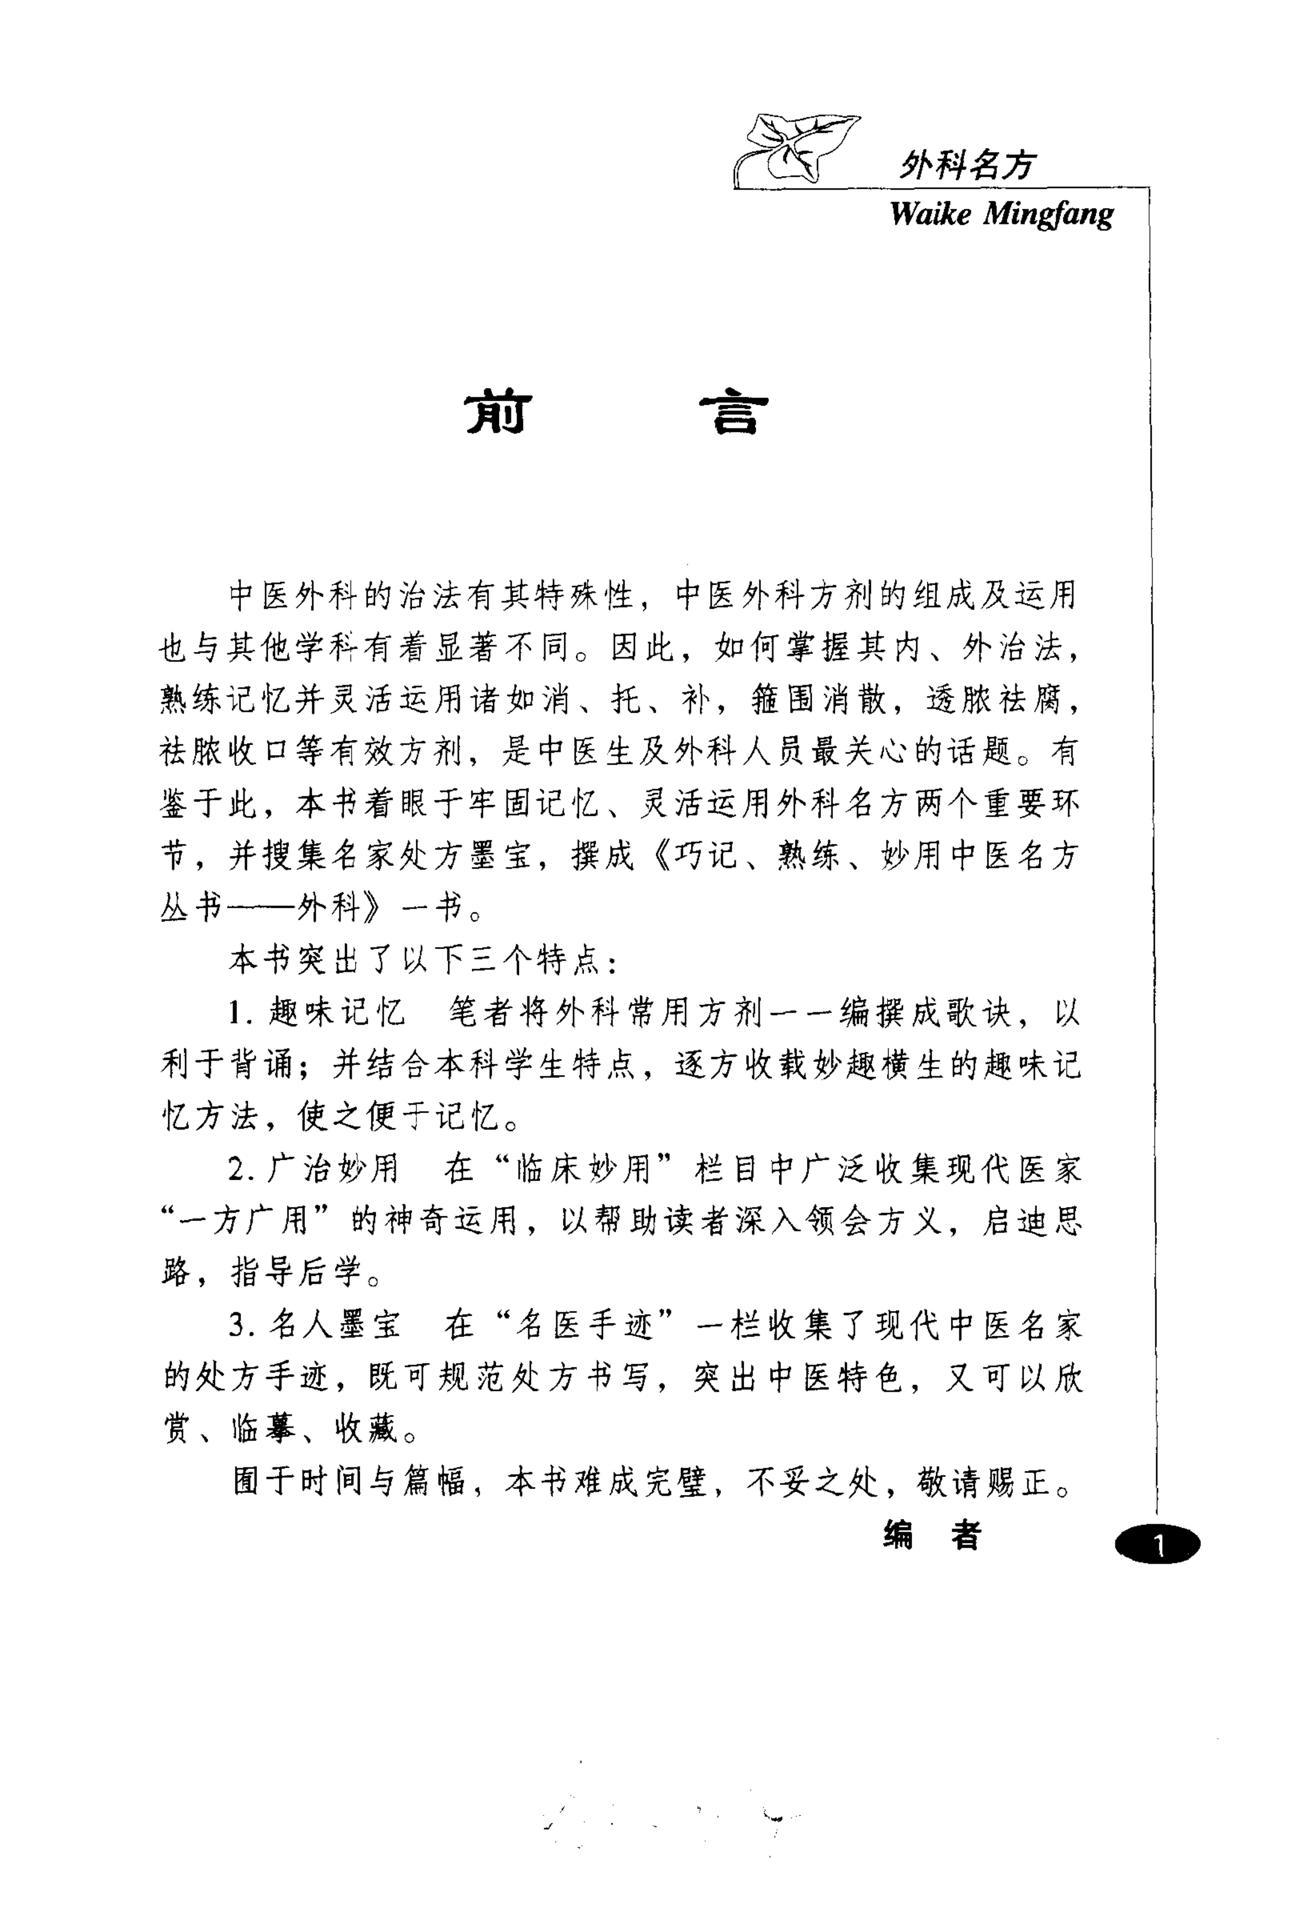 外科名方
Waike Mingfang
前 言
中医外科的治法有其特殊性，中医外科方剂的组成及运用
也与其他学科有着显著不同。因此，如何掌握其内、外治法，
熟练记忆并灵活运用诸如消、托、补，箍围消散，透脓祛腐，
祛脓收口等有效方剂，是中医生及外科人员最关心的话题。有
鉴于此，本书着眼于牢固记忆、灵活运用外科名方两个重要环
节，并搜集名家处方墨宝，撰成《巧记、熟练、妙用中医名方
丛书——外科》一书。
本书突出了以下三个特点：
1. 趣味记忆 笔者将外科常用方剂一一编撰成歌诀，以
利于背诵；并结合本科学生特点，逐方收载妙趣横生的趣味记
忆方法，使之便于记忆。
2. 广治妙用 在“临床妙用”栏目中广泛收集现代医家
“一方广用”的神奇运用，以帮助读者深入领会方义，启迪思
路，指导后学。
3. 名人墨宝 在“名医手迹”一栏收集了现代中医名家
的处方手迹，既可规范处方书写，突出中医特色，又可以欣
赏、临摹、收藏。
囿于时间与篇幅，本书难成完璧，不妥之处，敬请赐正。
编 者
1